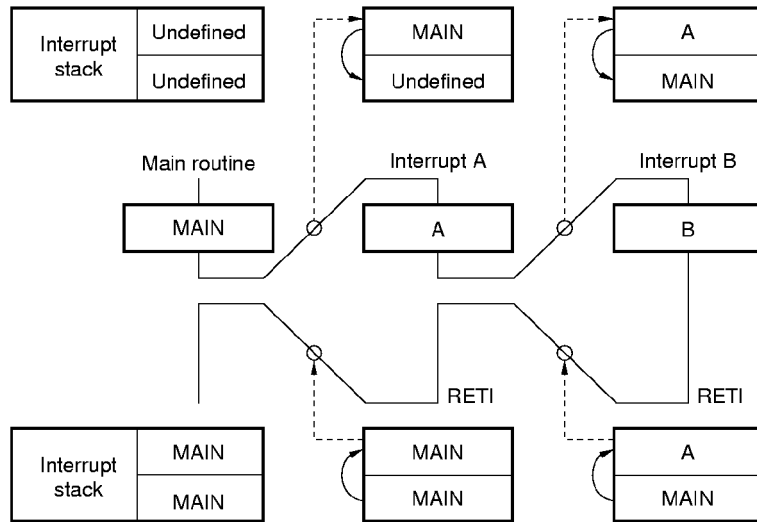 Interrupt
stack
Undefined
Undefined
MAIN
Undefined
A
MAIN
Main routine
Interrupt A
Interrupt B
MAIN
A
B
RETI
RETI
Interrupt
stack
MAIN
MAIN
MAIN
MAIN
A
MAIN